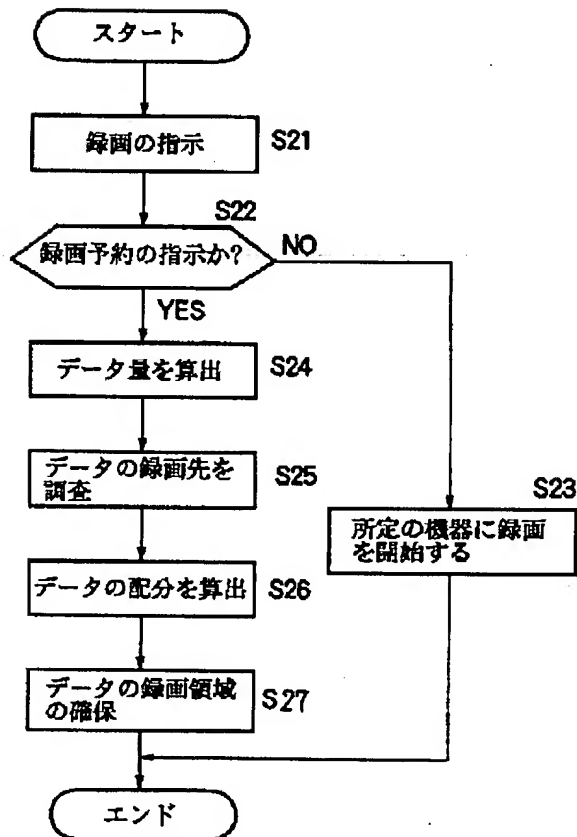 スタート
録画の指示
S21
S22
録画予約の指示か?
NO
YES
データ量を算出
S24
データの録画先を
調査
S25
S23
所定の機器に録画
を開始する
データの配分を算出
S26
データの録画領域
の確保
S27
エンド